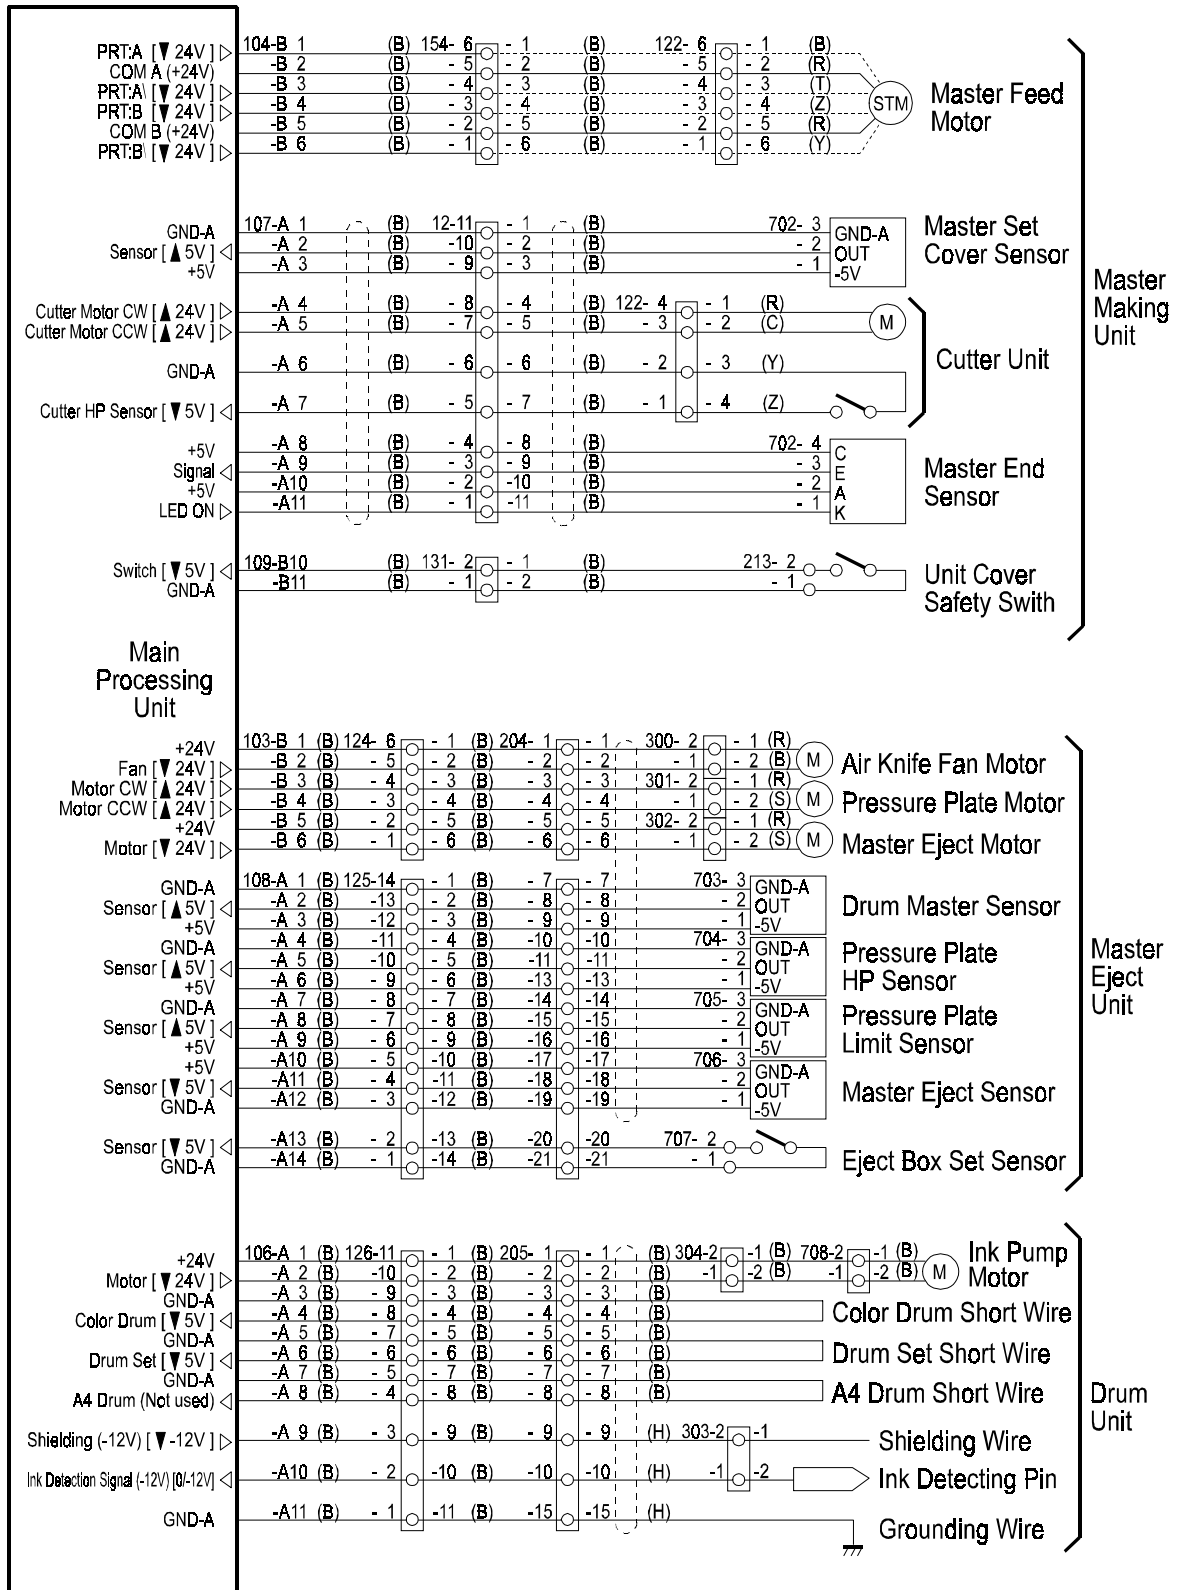 PRT:A [▼ 24V] ▷ 104-B 1 (B) 154- 6 - 1 (B) 122- 6 - 1 (B)
COM A (+24V) -B 2 (B) - 5 - 2 (B) - 5 - 2 (R)
PRT:A\ [▼ 24V] ▷ -B 3 (B) - 4 - 3 (B) - 4 - 3 (T)
PRT:B [▼ 24V] ▷ -B 4 (B) - 3 - 4 (B) - 3 - 4 (Z)
COM B (+24V) -B 5 (B) - 2 - 5 (B) - 2 - 5 (R)
PRT:B\ [▼ 24V] ▷ -B 6 (B) - 1 - 6 (B) - 1 - 6 (Y)
STM
Master Feed
Motor
GND-A 107-A 1 (B) 12-11 - 1 (B) 702- 3 GND-A
Sensor [▲ 5V] ◁ -A 2 (B) -10 - 2 (B) - 2 OUT
+5V -A 3 (B) - 9 - 3 (B) - 1 -5V
Master Set
Cover Sensor
Cutter Motor CW [▲ 24V] ▷ -A 4 (B) - 8 - 4 (B) 122- 4 - 1 (R)
Cutter Motor CCW [▲ 24V] ▷ -A 5 (B) - 7 - 5 (B) - 3 - 2 (C)
M
GND-A -A 6 (B) - 6 - 6 (B) - 2 - 3 (Y)
Cutter HP Sensor [▼ 5V] ◁ -A 7 (B) - 5 - 7 (B) - 1 - 4 (Z)
Cutter Unit
+5V -A 8 (B) - 4 - 8 (B) 702- 4 C
Signal ◁ -A 9 (B) - 3 - 9 (B) - 3 E
+5V -A10 (B) - 2 -10 (B) - 2 A
LED ON ▷ -A11 (B) - 1 -11 (B) - 1 K
Master End
Sensor
Switch [▼ 5V] ◁ 109-B10 (B) 131- 2 - 1 (B) 213- 2
GND-A -B11 (B) - 1 - 2 (B) - 1
Unit Cover
Safety Swith
Master
Making
Unit
Main
Processing
Unit
+24V 103-B 1 (B) 124- 6 - 1 (B) 204- 1 - 1 300- 2 - 1 (R)
Fan [▼ 24V] ▷ -B 2 (B) - 5 - 2 (B) - 2 - 2 - 1 - 2 (B) M Air Knife Fan Motor
Motor CW [▲ 24V] ▷ -B 3 (B) - 4 - 3 (B) - 3 - 3 301- 2 - 1 (R)
Motor CCW [▲ 24V] ▷ -B 4 (B) - 3 - 4 (B) - 4 - 4 - 1 - 2 (S) M Pressure Plate Motor
+24V -B 5 (B) - 2 - 5 (B) - 5 - 5 302- 2 - 1 (R)
Motor [▼ 24V] ▷ -B 6 (B) - 1 - 6 (B) - 6 - 6 - 1 - 2 (S) M Master Eject Motor
GND-A 108-A 1 (B) 125-14 - 1 (B) - 7 - 7 703- 3 GND-A
Sensor [▲ 5V] ◁ -A 2 (B) -13 - 2 (B) - 8 - 8 - 2 OUT
+5V -A 3 (B) -12 - 3 (B) - 9 - 9 - 1 -5V
Drum Master Sensor
GND-A -A 4 (B) -11 - 4 (B) -10 -10 704- 3 GND-A
Sensor [▲ 5V] ◁ -A 5 (B) -10 - 5 (B) -11 -11 - 2 OUT
+5V -A 6 (B) - 9 - 6 (B) -13 -13 - 1 -5V
Pressure Plate
HP Sensor
GND-A -A 7 (B) - 8 - 7 (B) -14 -14 705- 3 GND-A
Sensor [▲ 5V] ◁ -A 8 (B) - 7 - 8 (B) -15 -15 - 2 OUT
+5V -A 9 (B) - 6 - 9 (B) -16 -16 - 1 -5V
Pressure Plate
Limit Sensor
+5V -A10 (B) - 5 -10 (B) -17 -17 706- 3 GND-A
Sensor [▼ 5V] ◁ -A11 (B) - 4 -11 (B) -18 -18 - 2 OUT
GND-A -A12 (B) - 3 -12 (B) -19 -19 - 1 -5V
Master Eject Sensor
Sensor [▼ 5V] ◁ -A13 (B) - 2 -13 (B) -20 -20 707- 2
GND-A -A14 (B) - 1 -14 (B) -21 -21 - 1
Eject Box Set Sensor
Master
Eject
Unit
+24V 106-A 1 (B) 126-11 - 1 (B) 205- 1 - 1 (B) 304-2 -1 (B) 708-2 -1 (B)
Motor [▼ 24V] ▷ -A 2 (B) -10 - 2 (B) - 2 - 2 (B) -1 -2 (B) -1 -2 (B) M
Ink Pump
Motor
GND-A -A 3 (B) - 9 - 3 (B) - 3 - 3 (B)
Color Drum [▼ 5V] ◁ -A 4 (B) - 8 - 4 (B) - 4 - 4 (B) Color Drum Short Wire
GND-A -A 5 (B) - 7 - 5 (B) - 5 - 5 (B)
Drum Set [▼ 5V] ◁ -A 6 (B) - 6 - 6 (B) - 6 - 6 (B) Drum Set Short Wire
GND-A -A 7 (B) - 5 - 7 (B) - 7 - 7 (B)
A4 Drum (Not used) ◁ -A 8 (B) - 4 - 8 (B) - 8 - 8 (B) A4 Drum Short Wire
Shielding (-12V) [▼ -12V] ▷ -A 9 (B) - 3 - 9 (B) - 9 - 9 (H) 303-2 -1 Shielding Wire
Ink Detection Signal (-12V) [0/-12V] ◁ -A10 (B) - 2 -10 (B) -10 -10 (H) -1 -2 Ink Detecting Pin
GND-A -A11 (B) - 1 -11 (B) -15 -15 (H) Grounding Wire
Drum
Unit